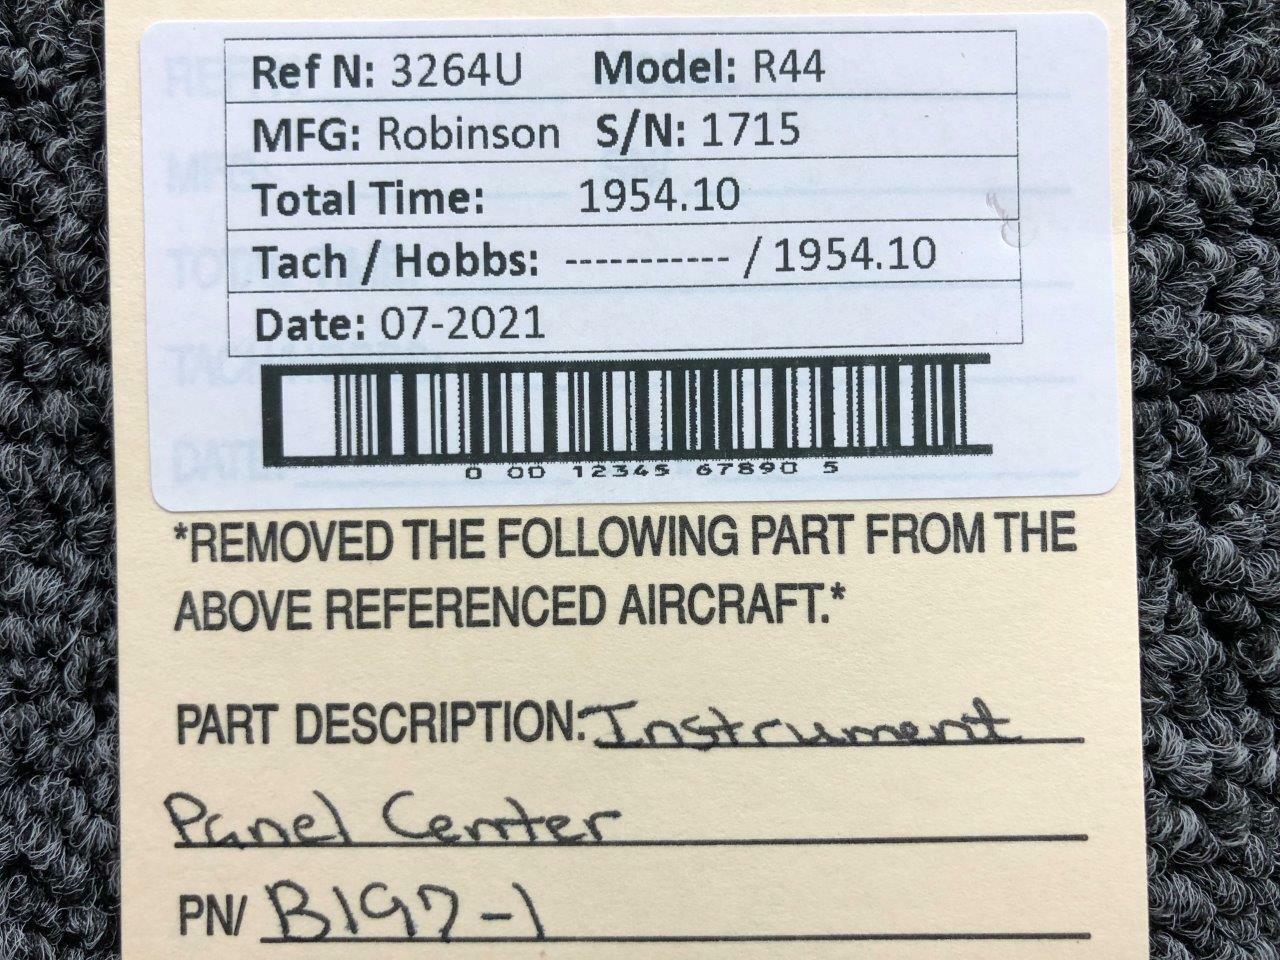 Ref N: 3264U Model: R44
MFG: Robinson S/N: 1715
Total Time: 1954.10
Tach / Hobbs: ----------- / 1954.10
Date: 07-2021
0 00 12345 67890 5
*REMOVED THE FOLLOWING PART FROM THE
ABOVE REFERENCED AIRCRAFT.*
PART DESCRIPTION: Instrument
Panel Center
PN/ B197-1